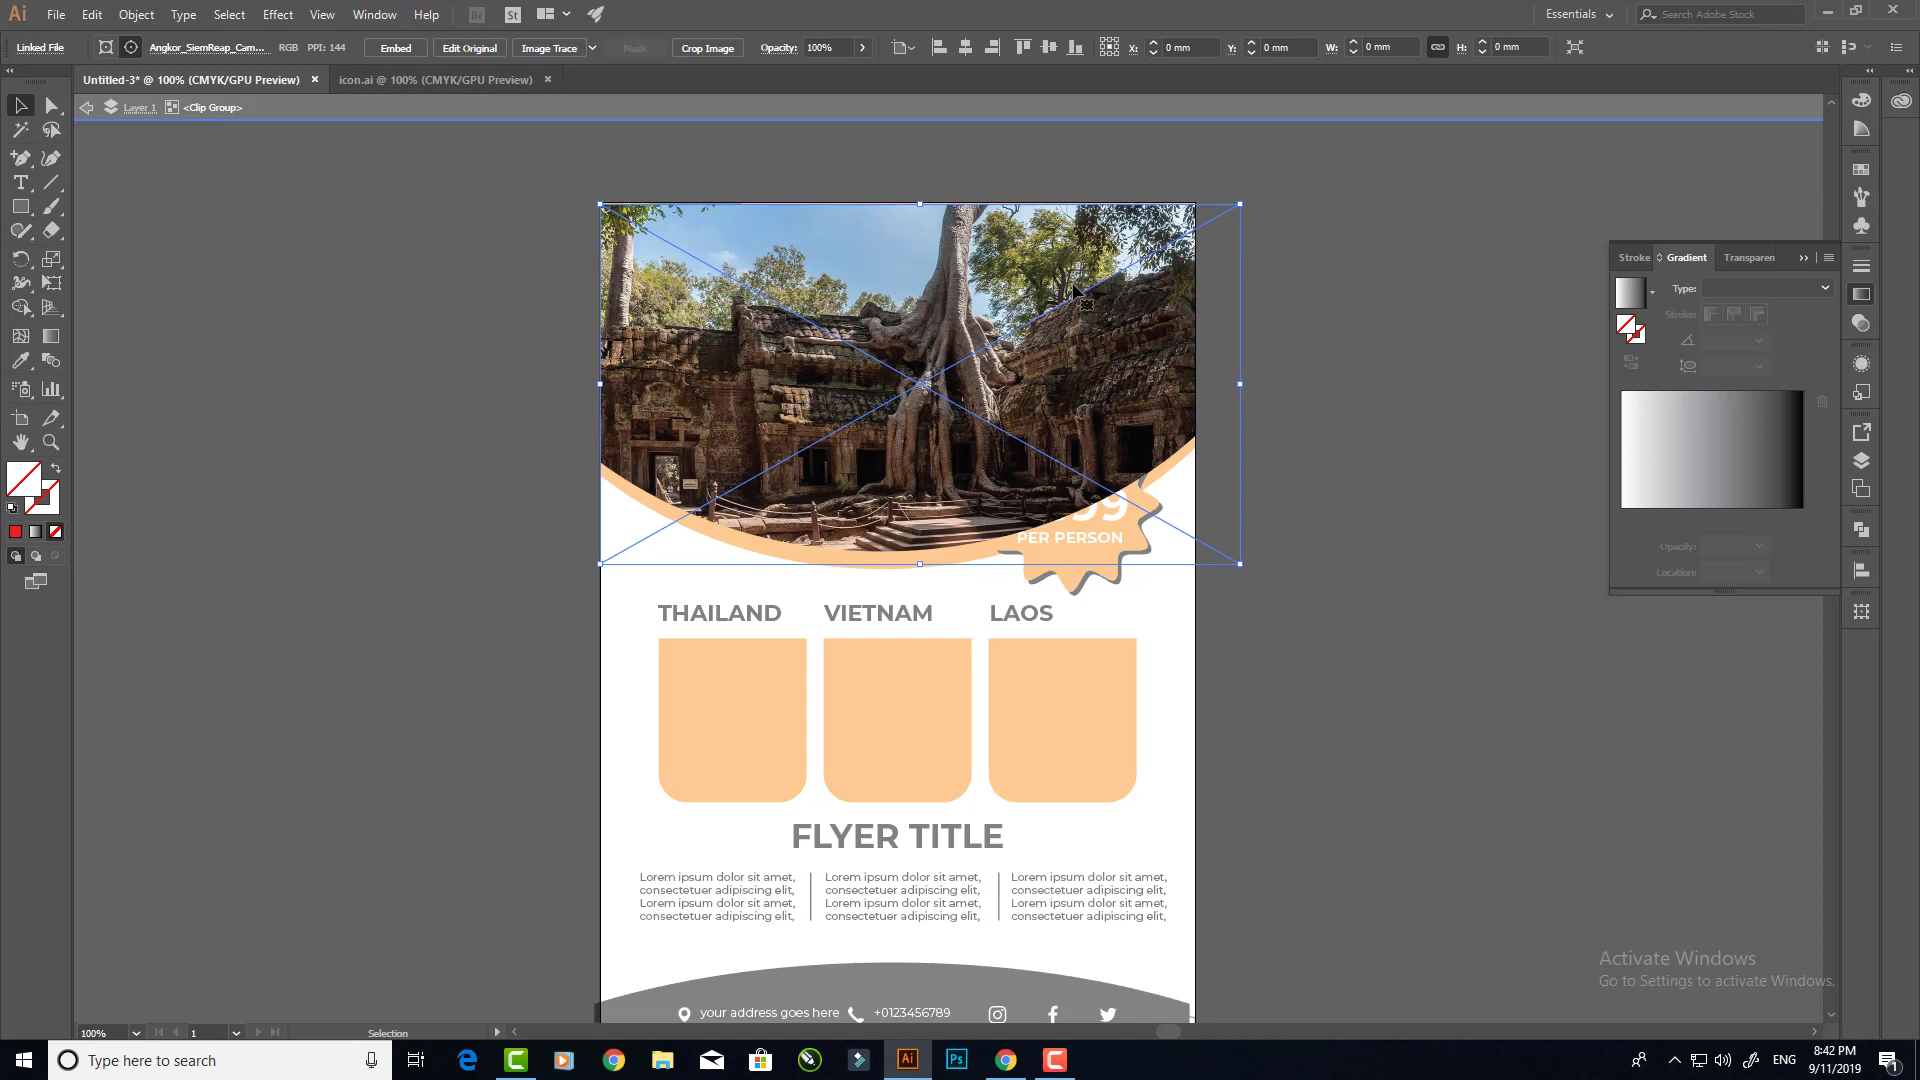 Ai File Edit Object Type Select Effect View Window Help Br St Essentials Search Adobe Stock
Linked File Angkor_SiemReap_Cam... RGB PPI: 144 Embed Edit Original Image Trace Mask Crop Image Opacity: 100% X: 0 mm Y: 0 mm W: 0 mm H: 0 mm
Untitled-3* @ 100% (CMYK/GPU Preview) × icon.ai @ 100% (CMYK/GPU Preview) ×
Layer 1 <Clip Group>
Stroke Gradient Transparen
Type:
Stroke:
Opacity:
Location:
99
PER PERSON
THAILAND VIETNAM LAOS
FLYER TITLE
Lorem ipsum dolor sit amet, Lorem ipsum dolor sit amet, Lorem ipsum dolor sit amet,
consectetuer adipiscing elit, consectetuer adipiscing elit, consectetuer adipiscing elit,
Lorem ipsum dolor sit amet, Lorem ipsum dolor sit amet, Lorem ipsum dolor sit amet,
consectetuer adipiscing elit, consectetuer adipiscing elit, consectetuer adipiscing elit,
your address goes here +0123456789
Activate Windows
Go to Settings to activate Windows.
100% 1 Selection
Type here to search
Ai Ps ENG
8:42 PM
9/11/2019
1